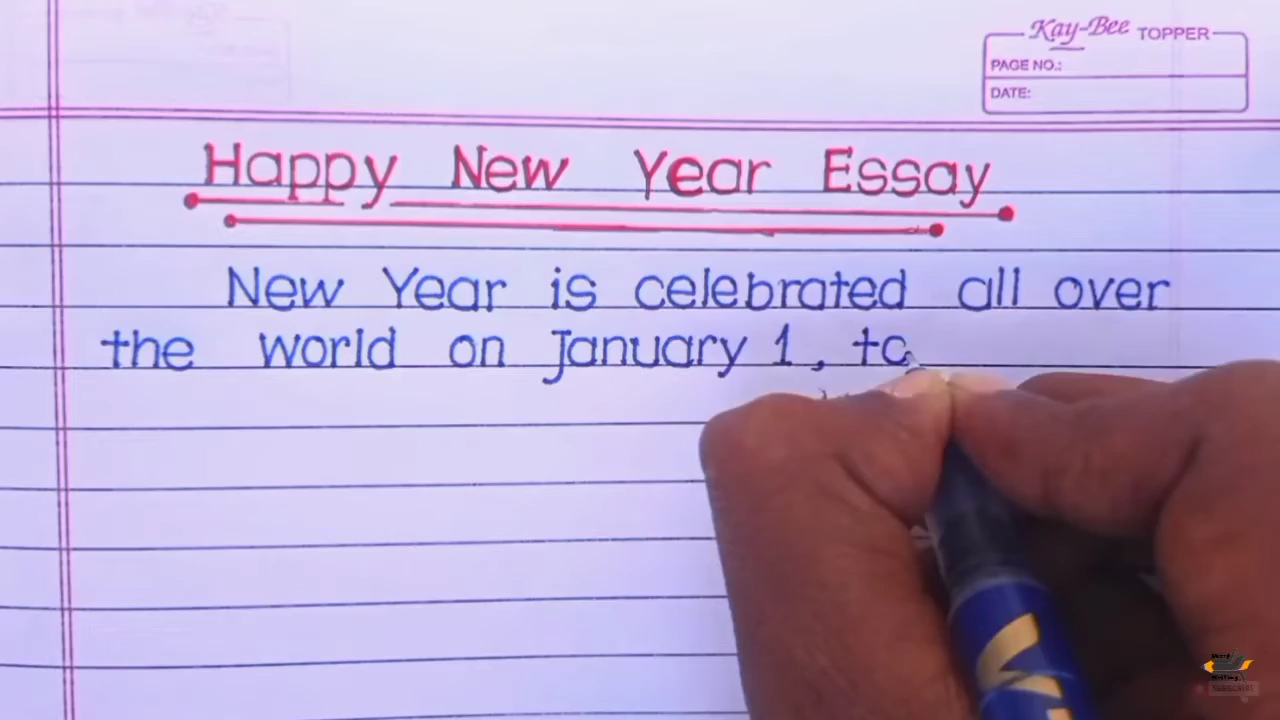 Kay-Bee TOPPER
PAGE NO.:
DATE:
Happy New Year Essay
New Year is celebrated all over
the world on January 1, to
SUBSCRIBE